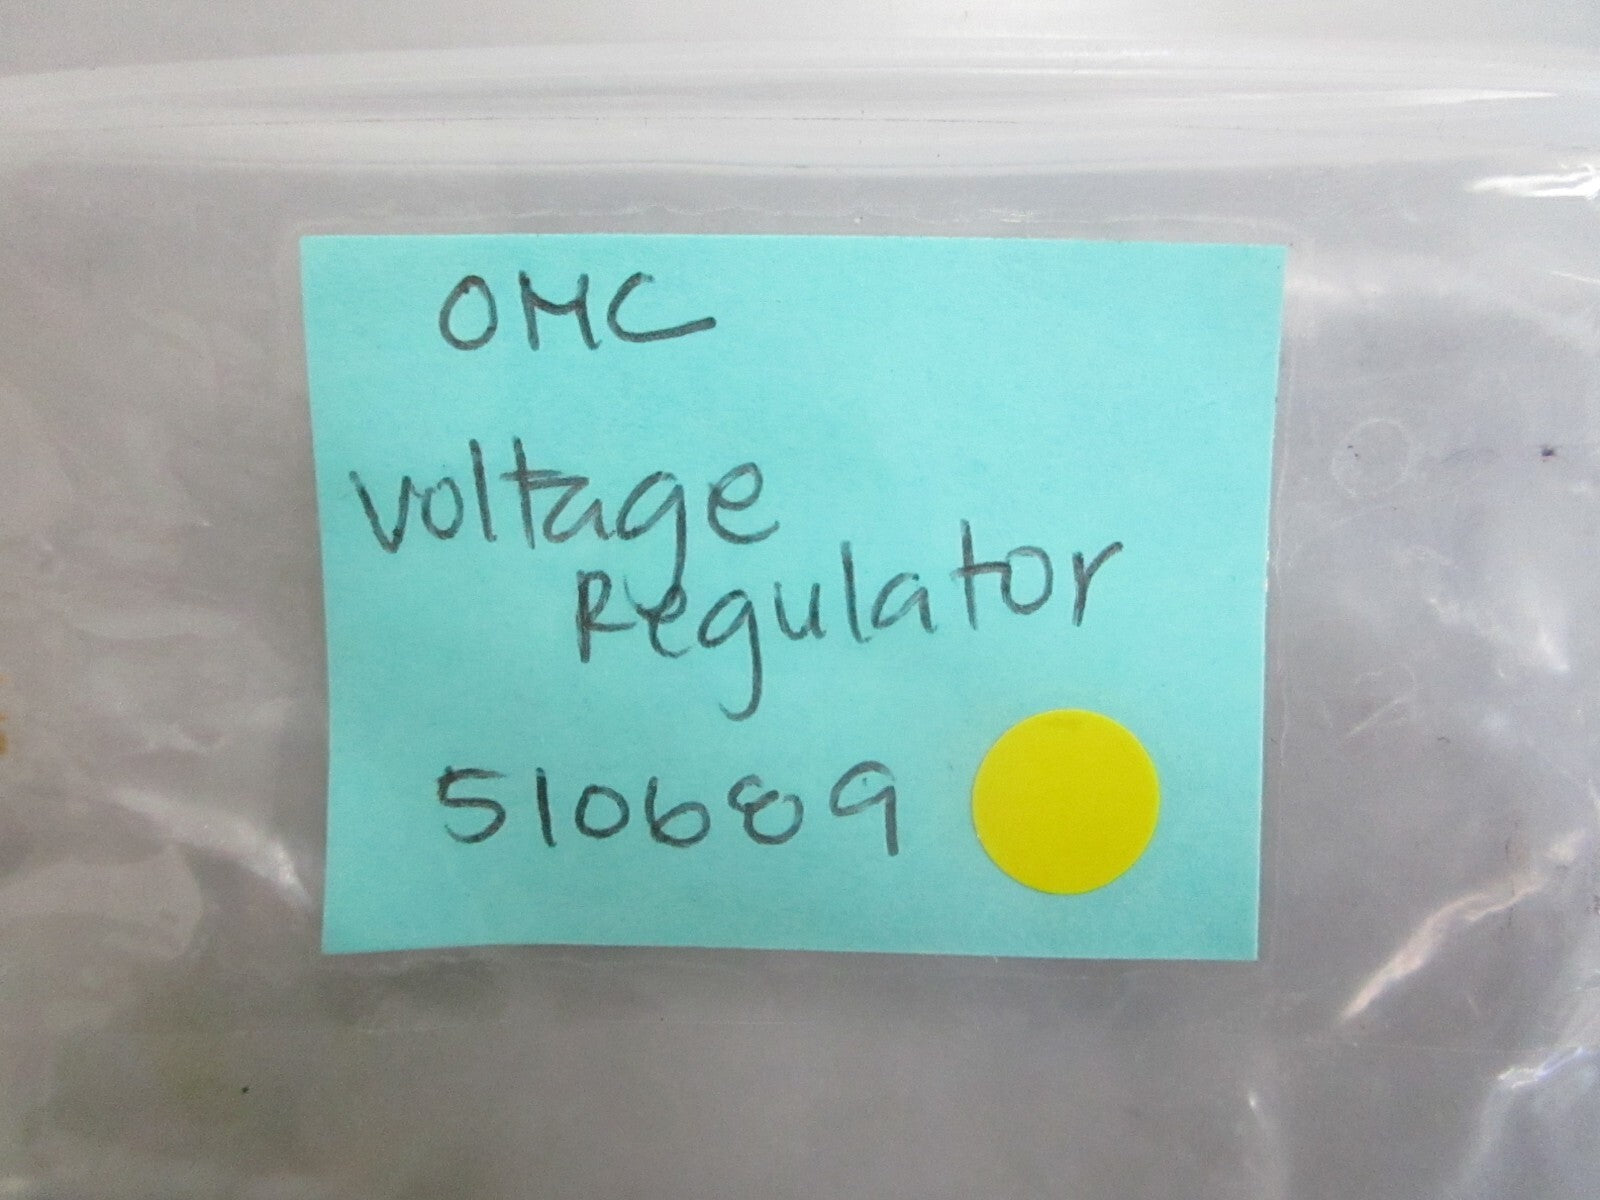 OMC
voltage
Regulator
510689